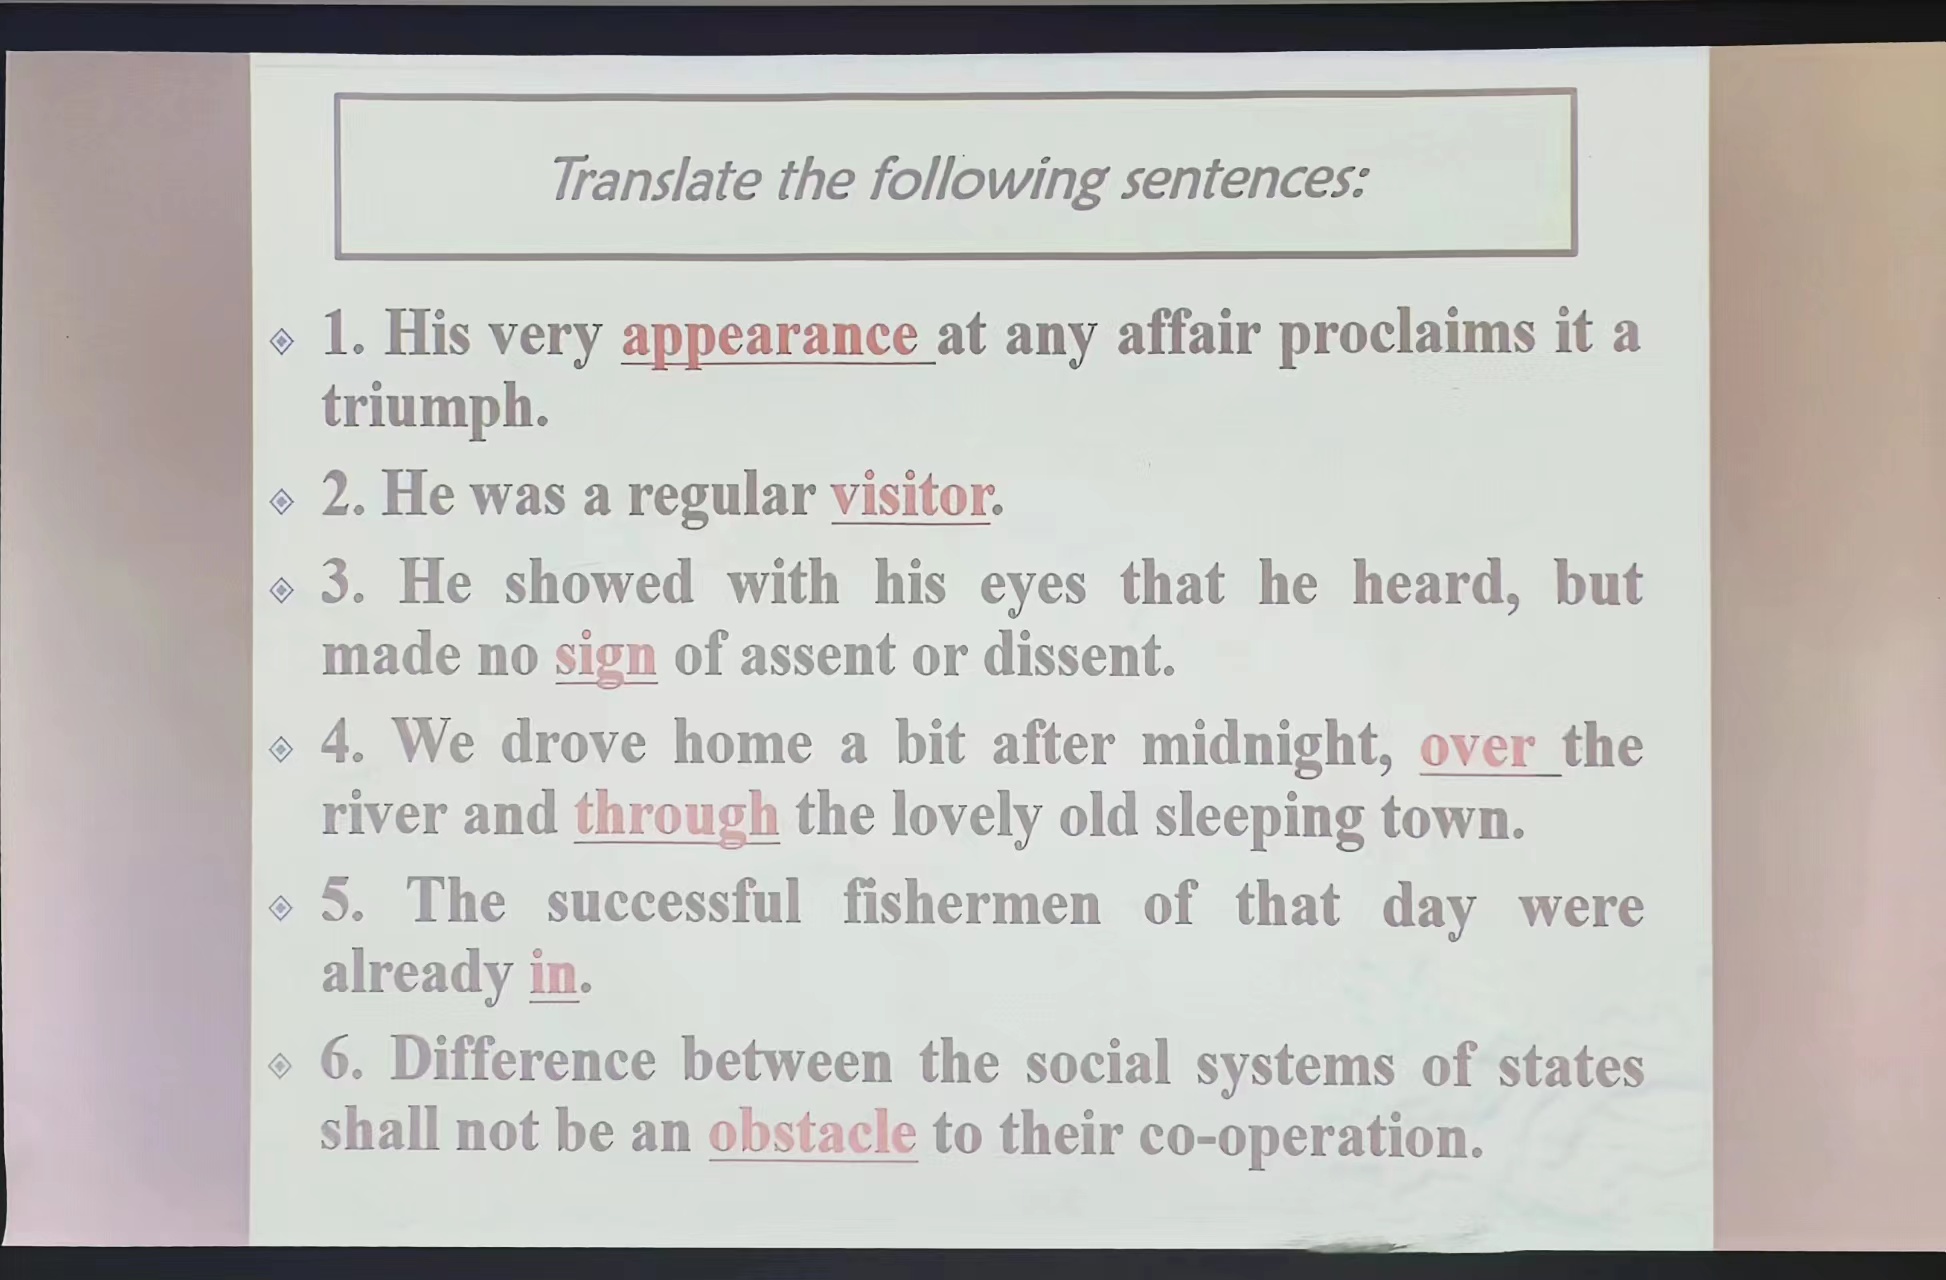 Translate the following sentences:
1. His very appearance at any affair proclaims it a
triumph.
2. He was a regular visitor.
3. He showed with his eyes that he heard, but
made no sign of assent or dissent.
4. We drove home a bit after midnight, over the
river and through the lovely old sleeping town.
5. The successful fishermen of that day were
already in.
6. Difference between the social systems of states
shall not be an obstacle to their co-operation.